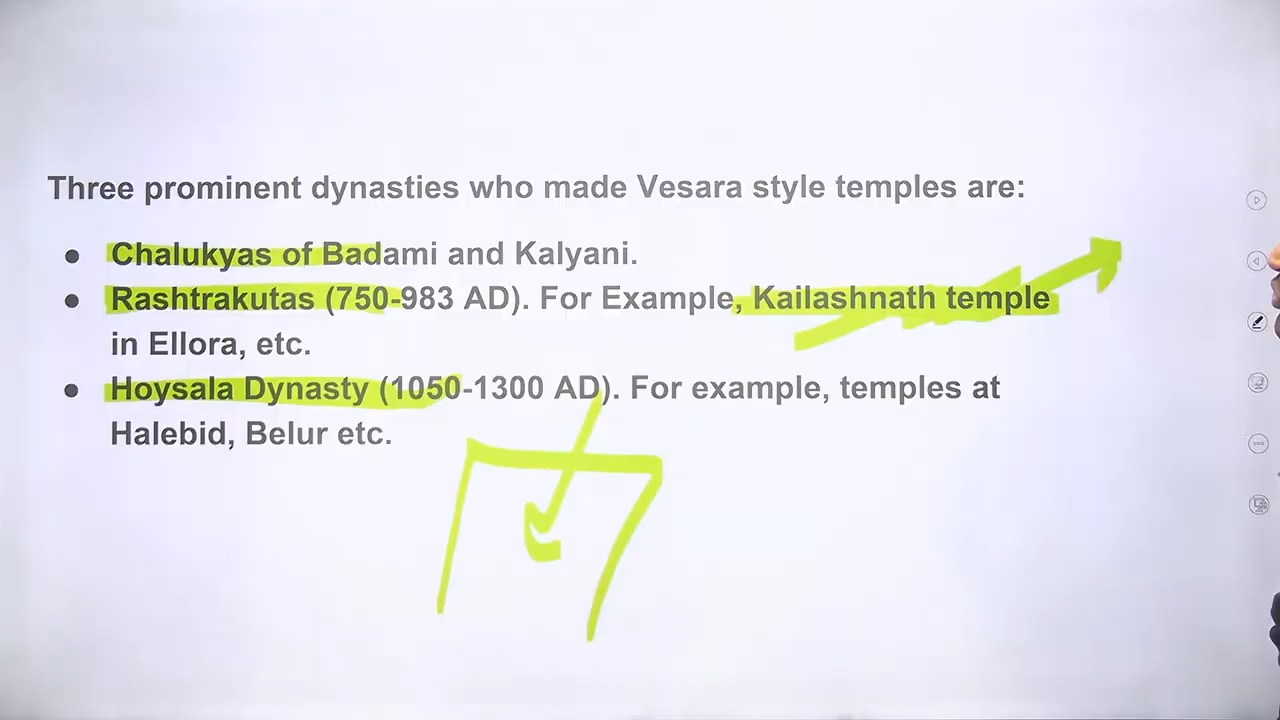 Three prominent dynasties who made Vesara style temples are:
● Chalukyas of Badami and Kalyani.
● Rashtrakutas (750-983 AD). For Example, Kailashnath temple
in Ellora, etc.
● Hoysala Dynasty (1050-1300 AD). For example, temples at
Halebid, Belur etc.